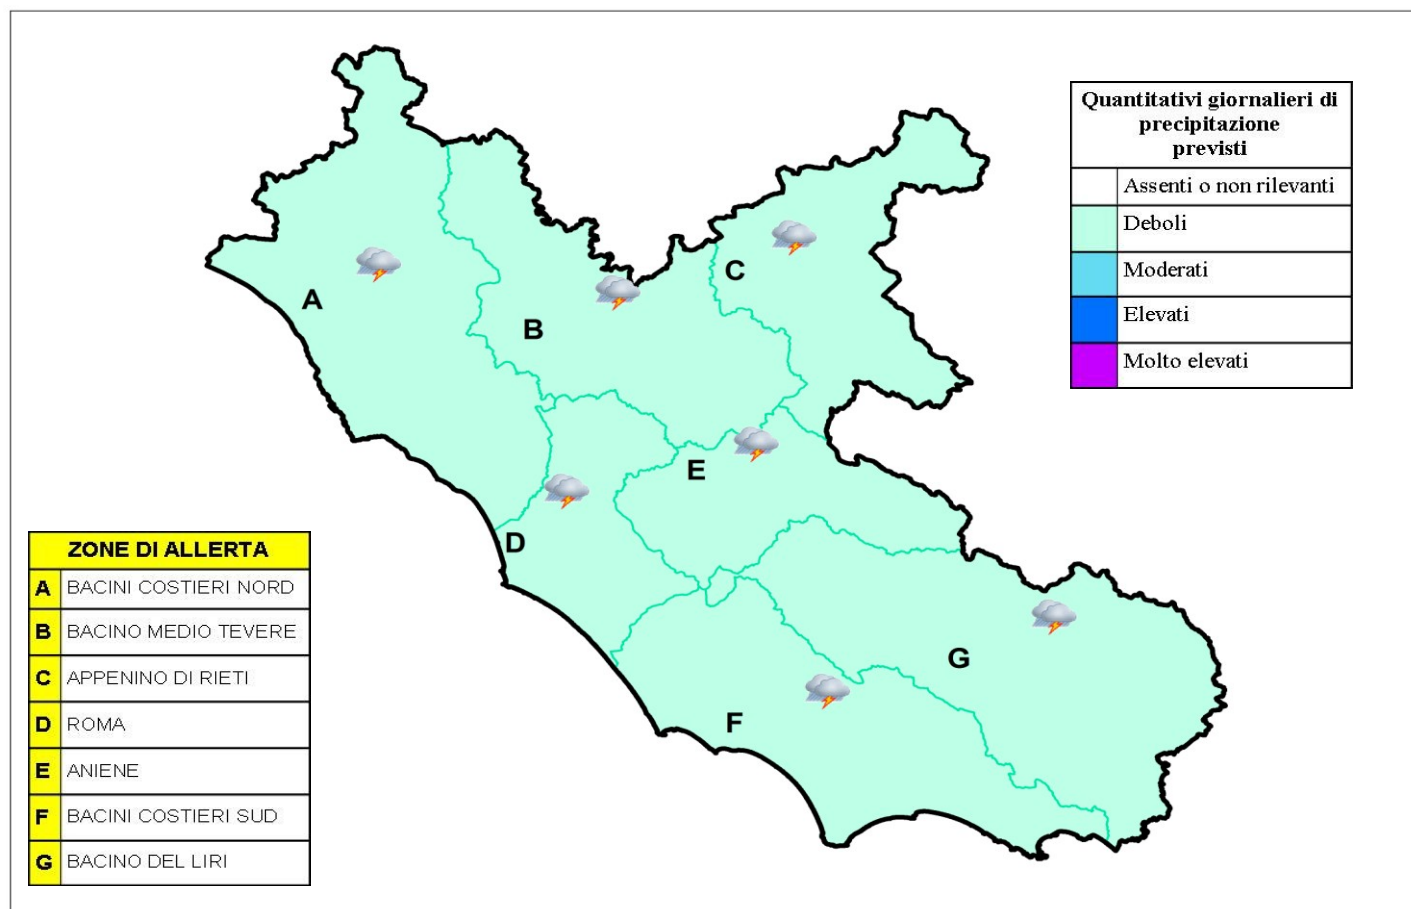 Quantitativi giornalieri di
precipitazione
previsti
Assenti o non rilevanti
Deboli
Moderati
Elevati
Molto elevati
A
B
C
D
E
F
G
ZONE DI ALLERTA
A BACINI COSTIERI NORD
B BACINO MEDIO TEVERE
C APPENINO DI RIETI
D ROMA
E ANIENE
F BACINI COSTIERI SUD
G BACINO DEL LIRI